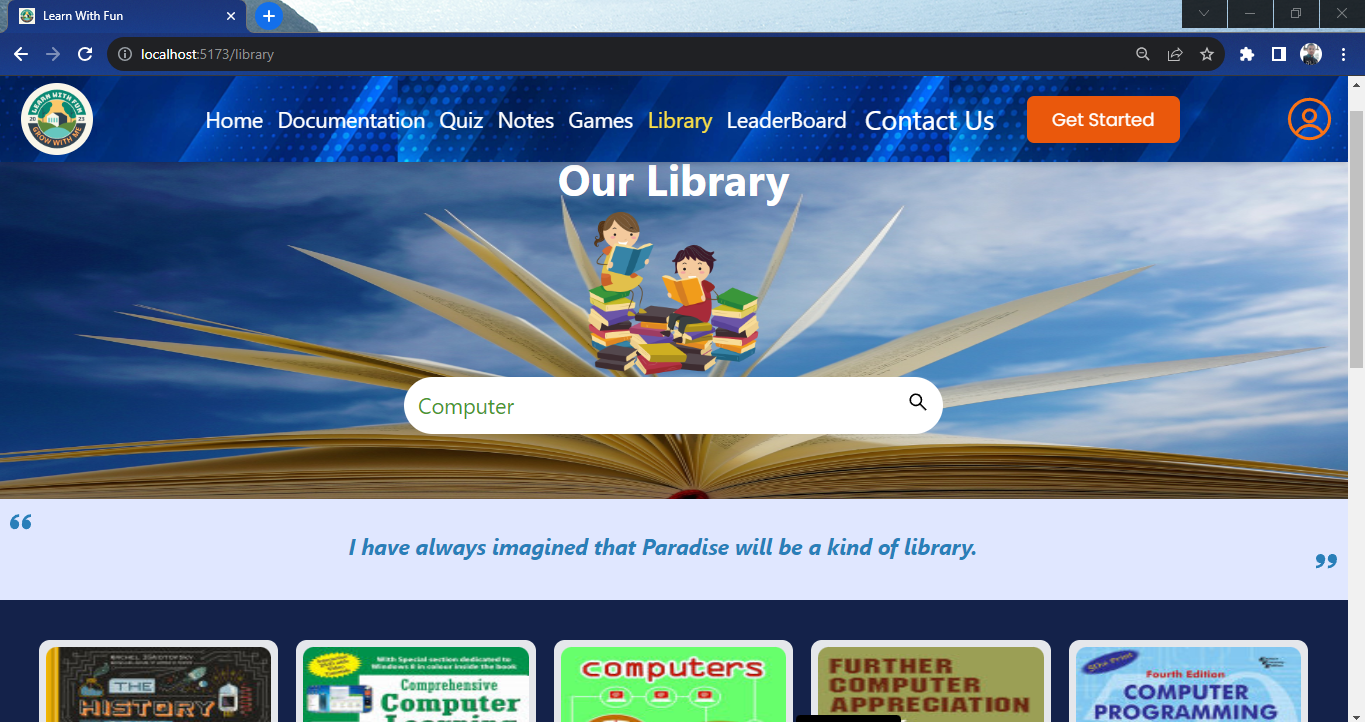 Learn With Fun
localhost:5173/library
LEARN WITH FUN
2023
GROW WITH ME
Home Documentation Quiz Notes Games Library LeaderBoard Contact Us Get Started
Our Library
Computer
“
I have always imagined that Paradise will be a kind of library.
”
THE
HISTORY
With Special section dedicated to
Windows 8 in colour inside the book
Comprehensive
Computer
Learning
computers
FURTHER
COMPUTER
APPRECIATION
Fourth Edition
COMPUTER
PROGRAMMING